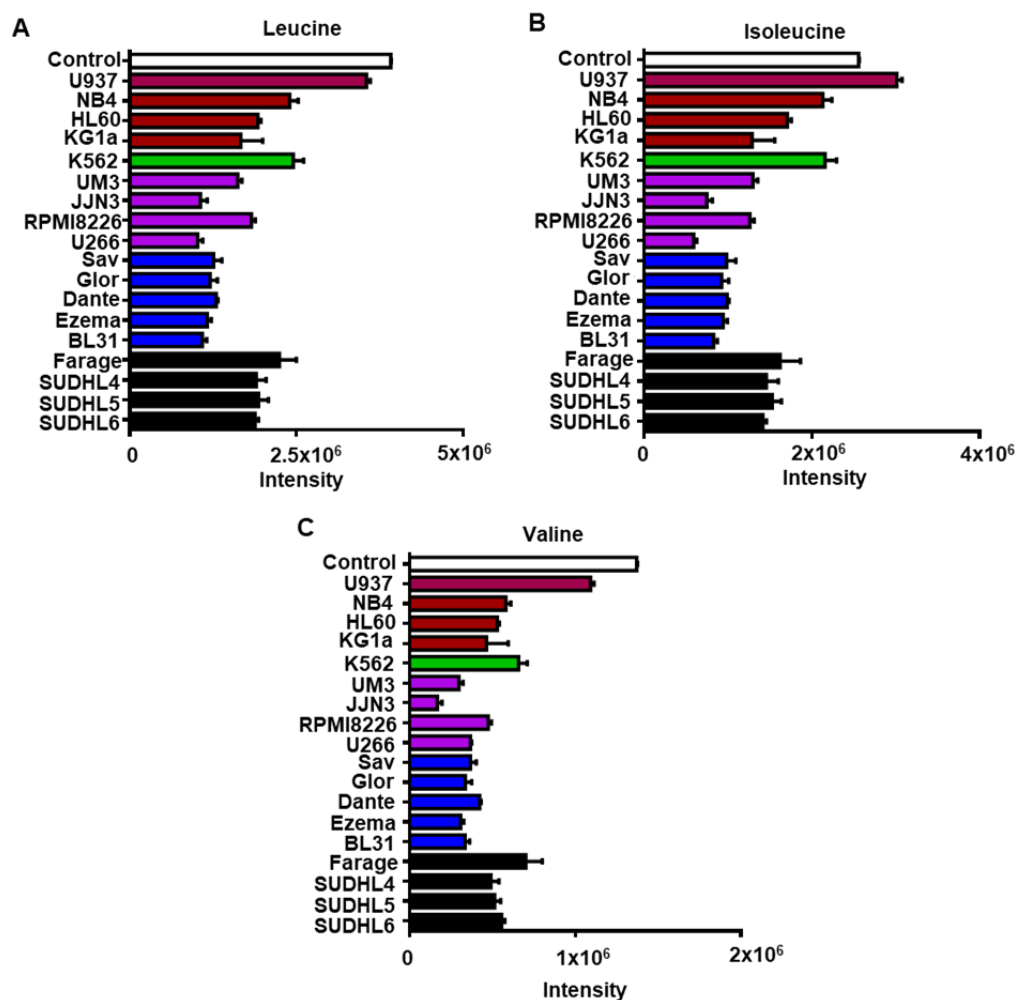 A
Leucine
Control
U937
NB4
HL60
KG1a
K562
UM3
JJN3
RPMI8226
U266
Sav
Glor
Dante
Ezema
BL31
Farage
SUDHL4
SUDHL5
SUDHL6
0 2.5x10⁶ 5x10⁶
Intensity
B
Isoleucine
Control
U937
NB4
HL60
KG1a
K562
UM3
JJN3
RPMI8226
U266
Sav
Glor
Dante
Ezema
BL31
Farage
SUDHL4
SUDHL5
SUDHL6
0 2x10⁶ 4x10⁶
Intensity
C
Valine
Control
U937
NB4
HL60
KG1a
K562
UM3
JJN3
RPMI8226
U266
Sav
Glor
Dante
Ezema
BL31
Farage
SUDHL4
SUDHL5
SUDHL6
0 1x10⁶ 2x10⁶
Intensity